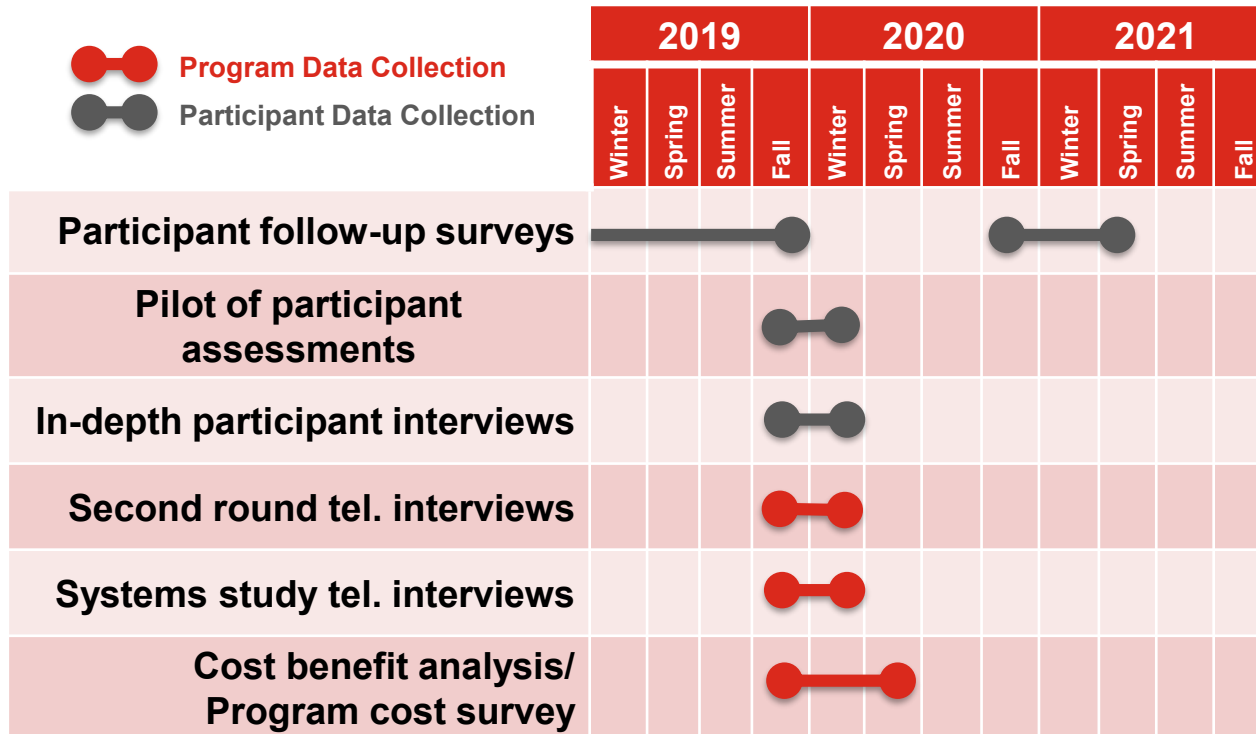 Program Data Collection
Participant Data Collection
2019
2020
2021
Winter
Spring
Summer
Fall
Winter
Spring
Summer
Fall
Winter
Spring
Summer
Fall
Participant follow-up surveys
Pilot of participant
assessments
In-depth participant interviews
Second round tel. interviews
Systems study tel. interviews
Cost benefit analysis/
Program cost survey